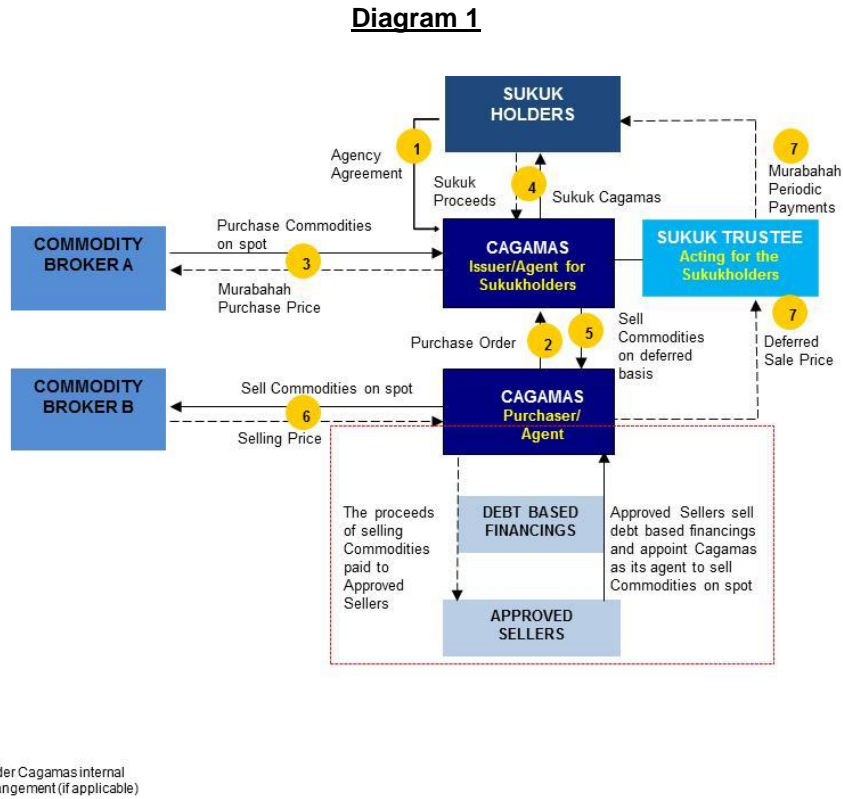 Diagram 1
SUKUK
HOLDERS
1
Agency
Agreement
Sukuk
Proceeds
4
Sukuk Cagamas
7
Murabahah
Periodic
Payments
COMMODITY
BROKER A
Purchase Commodities
on spot
3
Murabahah
Purchase Price
CAGAMAS
Issuer/Agent for
Sukukholders
SUKUK TRUSTEE
Acting for the
Sukukholders
Purchase Order
2
5
Sell
Commodities
on deferred
basis
7
Deferred
Sale Price
COMMODITY
BROKER B
Sell Commodities on spot
6
Selling Price
CAGAMAS
Purchaser/
Agent
The proceeds
of selling
Commodities
paid to
Approved
Sellers
DEBT BASED
FINANCINGS
Approved Sellers sell
debt based financings
and appoint Cagamas
as its agent to sell
Commodities on spot
APPROVED
SELLERS
der Cagamas internal
angement (if applicable)